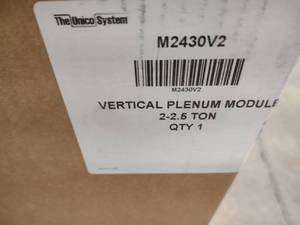 The Unico System
M2430V2
M2430V2
VERTICAL PLENUM MODULE
2-2.5 TON
QTY 1